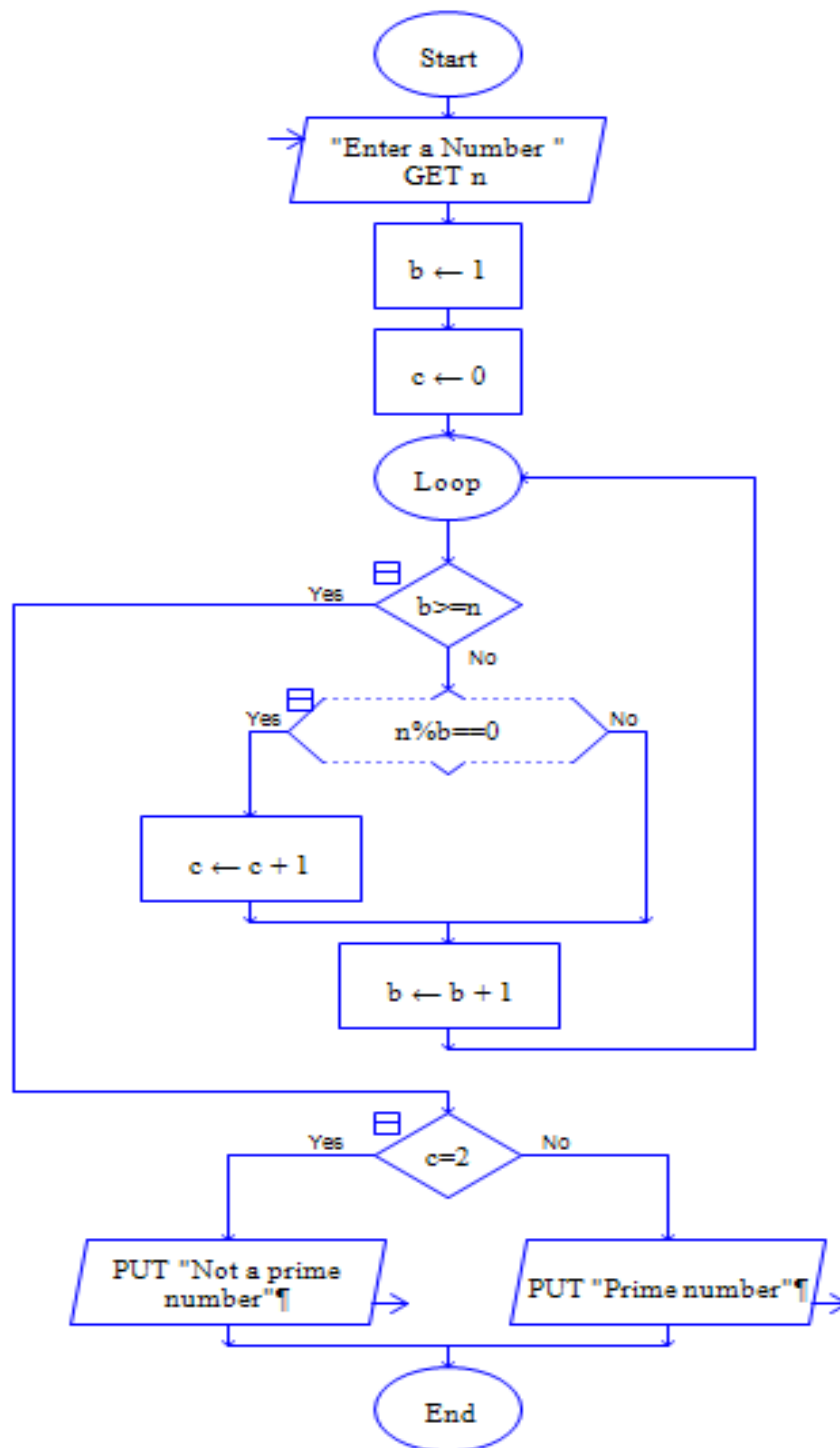 Start
"Enter a Number "
GET n
b ← 1
c ← 0
Loop
Yes
b>=n
No
Yes
n%b==0
No
c ← c + 1
b ← b + 1
Yes
c=2
No
PUT "Not a prime
number"¶
PUT "Prime number"¶
End